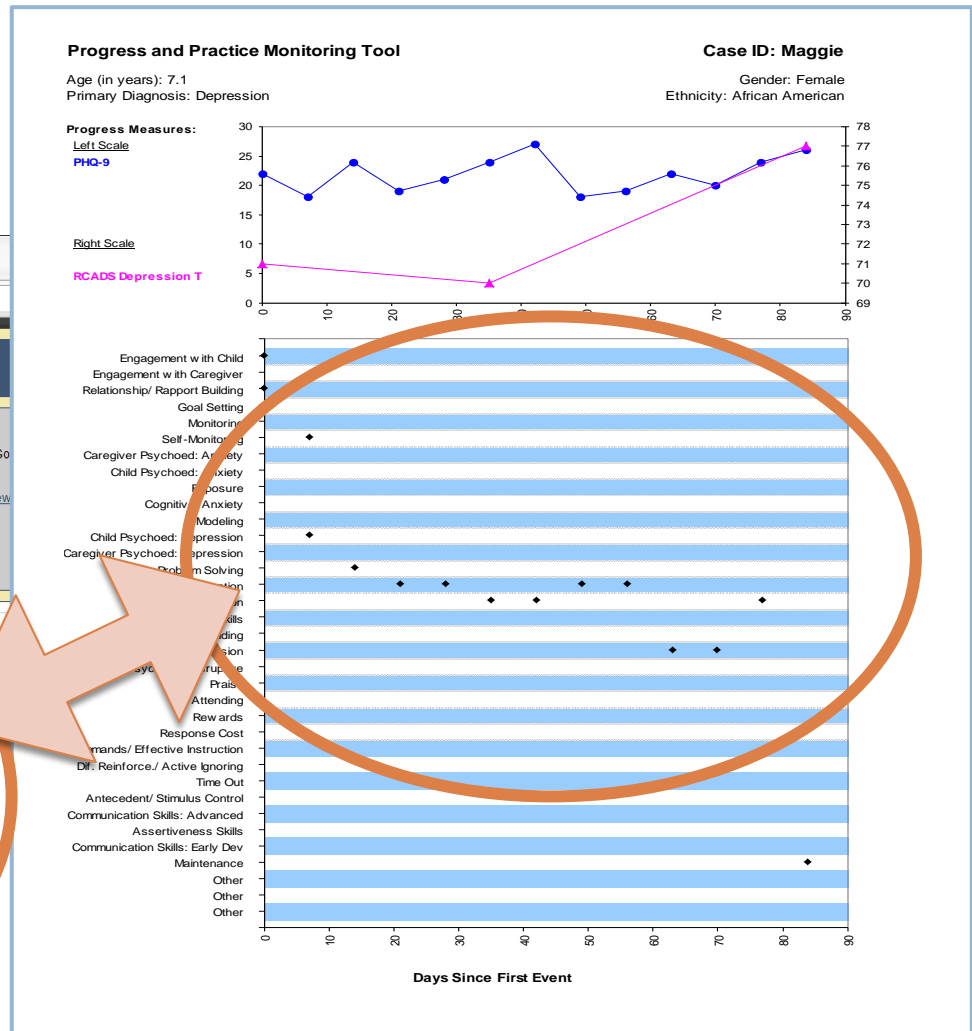 Progress and Practice Monitoring Tool Case ID: Maggie
Age (in years): 7.1 Gender: Female
Primary Diagnosis: Depression Ethnicity: African American
Progress Measures:
Left Scale
PHQ-9
Right Scale
RCADS Depression T
30
25
20
15
10
5
0
78
77
76
75
74
73
72
71
70
69
0 10 20 30 40 50 60 70 80 90
Engagement with Child
Engagement with Caregiver
Relationship/ Rapport Building
Goal Setting
Monitoring
Self-Monitoring
Caregiver Psychoed: Anxiety
Child Psychoed: Anxiety
Exposure
Cognitive Anxiety
Modeling
Child Psychoed: Depression
Caregiver Psychoed: Depression
Problem Solving
Praise
Attending
Rewards
Response Cost
Effective Instruction
Dif. Reinforce./ Active Ignoring
Time Out
Antecedent/ Stimulus Control
Communication Skills: Advanced
Assertiveness Skills
Communication Skills: Early Dev
Maintenance
Other
Other
Other
0 10 20 30 40 50 60 70 80 90
Days Since First Event